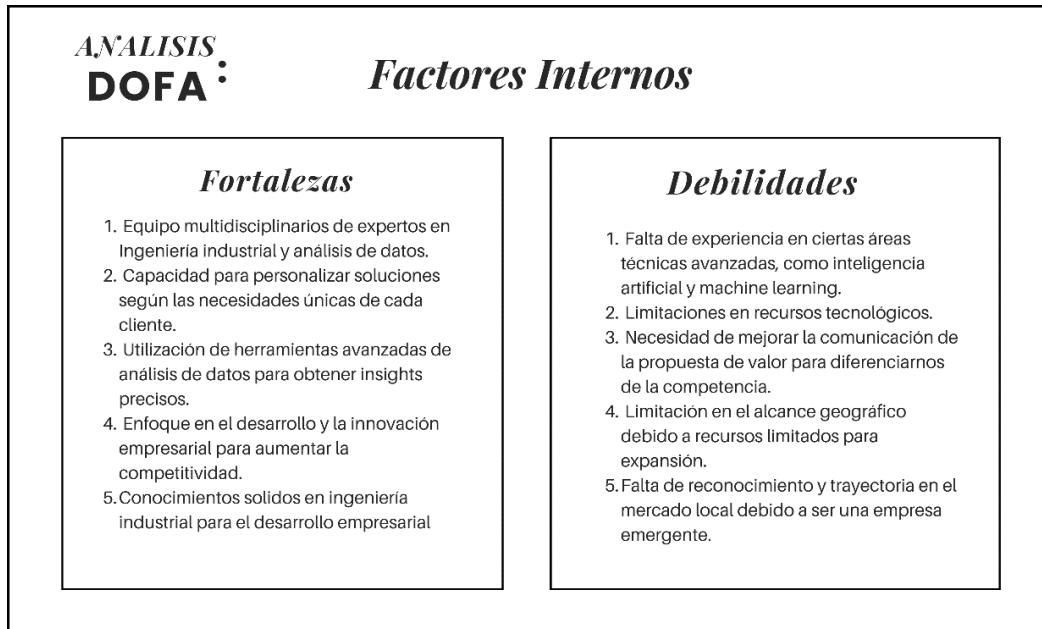 ANALISIS
DOFA :
Factores Internos
Fortalezas
1. Equipo multidisciplinarios de expertos en
Ingeniería industrial y análisis de datos.
2. Capacidad para personalizar soluciones
según las necesidades únicas de cada
cliente.
3. Utilización de herramientas avanzadas de
análisis de datos para obtener insights
precisos.
4. Enfoque en el desarrollo y la innovación
empresarial para aumentar la
competitividad.
5. Conocimientos solidos en ingeniería
industrial para el desarrollo empresarial
Debilidades
1. Falta de experiencia en ciertas áreas
técnicas avanzadas, como inteligencia
artificial y machine learning.
2. Limitaciones en recursos tecnológicos.
3. Necesidad de mejorar la comunicación de
la propuesta de valor para diferenciarnos
de la competencia.
4. Limitación en el alcance geográfico
debido a recursos limitados para
expansión.
5. Falta de reconocimiento y trayectoria en el
mercado local debido a ser una empresa
emergente.